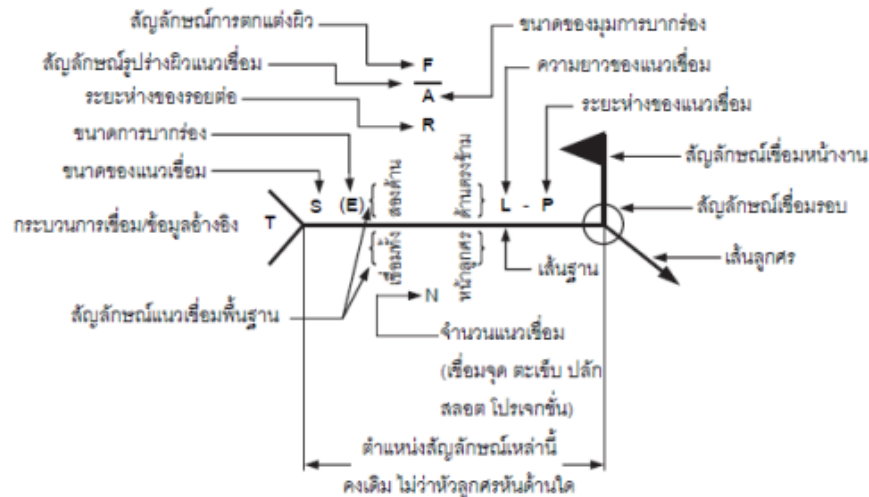 สัญลักษณ์การตกแต่งผิว
ขนาดของมุมการบากร่อง
สัญลักษณ์รูปร่างผิวแนวเชื่อม
F
ความยาวของแนวเชื่อม
A
ระยะห่างของรอยต่อ
ระยะห่างของแนวเชื่อม
R
ขนาดการบากร่อง
สัญลักษณ์เชื่อมหน้างาน
ขนาดของแนวเชื่อม
S (E) { สองด้าน ด้านตรงข้าม } L - P
สัญลักษณ์เชื่อมรอบ
กระบวนการเชื่อม/ข้อมูลอ้างอิง T
{ เชื่อมทั้ง หน้าลูกศร }
เส้นฐาน
เส้นลูกศร
สัญลักษณ์แนวเชื่อมพื้นฐาน
N
จำนวนแนวเชื่อม
(เชื่อมจุด ตะเข็บ ปลั๊ก
สลอต โปรเจกชั่น)
ตำแหน่งสัญลักษณ์เหล่านี้
คงเดิม ไม่ว่าหัวลูกศรหันด้านใด